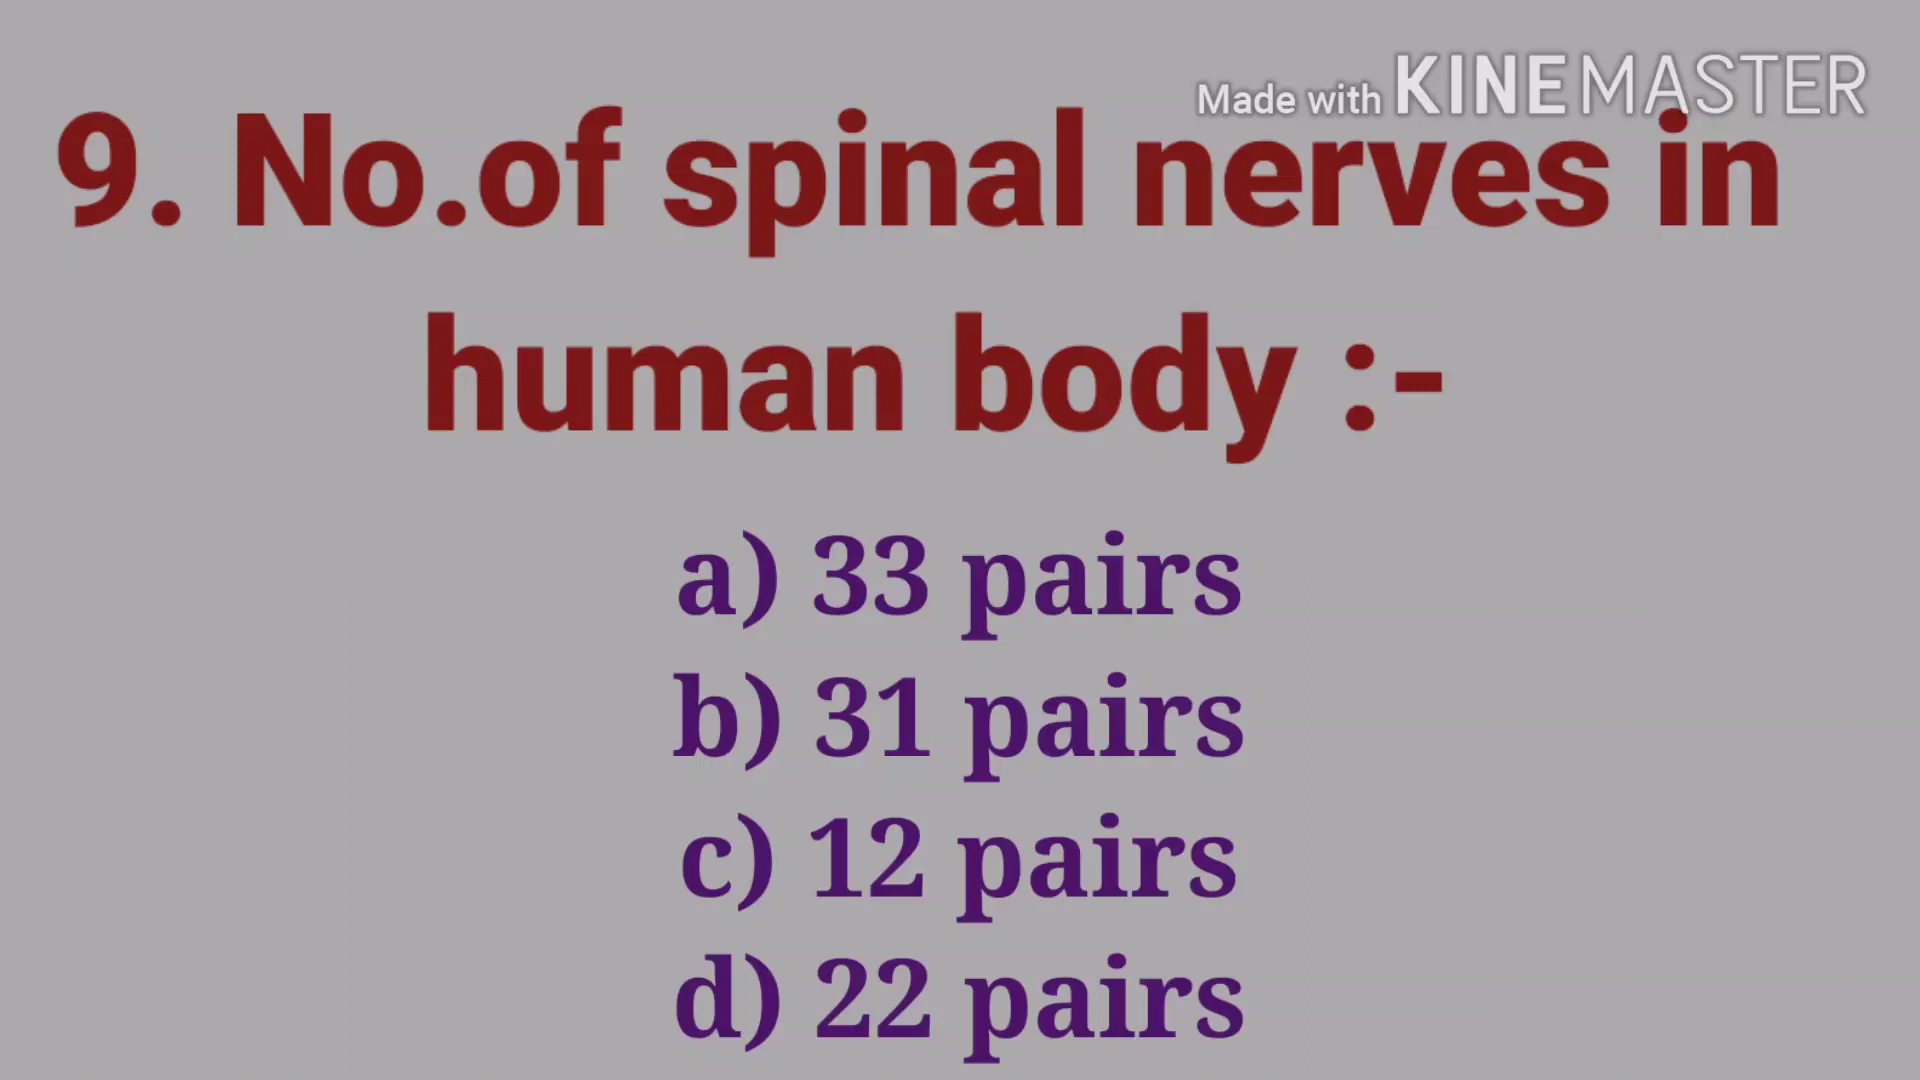 Made with KINEMASTER
9. No.of spinal nerves in
human body :-
a) 33 pairs
b) 31 pairs
c) 12 pairs
d) 22 pairs